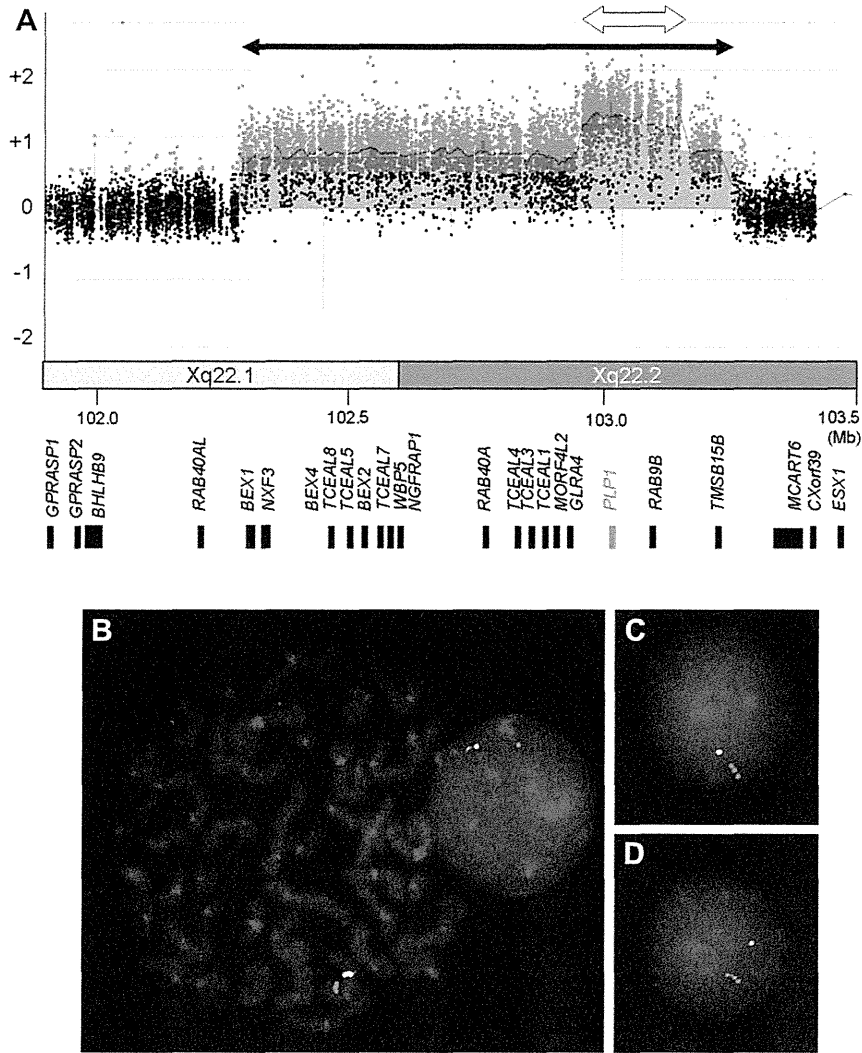 A
+2
+1
0
-1
-2
Xq22.1 Xq22.2
102.0 102.5 103.0 103.5
(Mb)
GPRASP1 GPRASP2 BHLHB9 RAB40AL BEX1 NXF3 BEX4 TCEAL8 TCEAL5 BEX2 TCEAL7 WBP5 NGFRAP1 RAB40A TCEAL4 TCEAL3 TCEAL1 MORF4L2 GLRA4 PLP1 RAB9B TMSB15B MCART6 CXorf39 ESX1
B
C
D